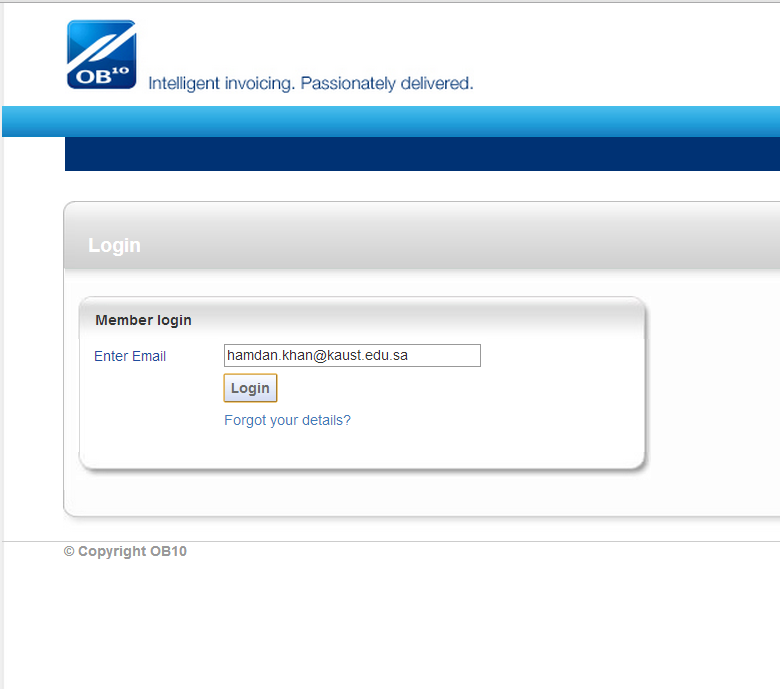 OB¹⁰
Intelligent invoicing. Passionately delivered.
Login
Member login
Enter Email hamdan.khan@kaust.edu.sa
Login
Forgot your details?
© Copyright OB10